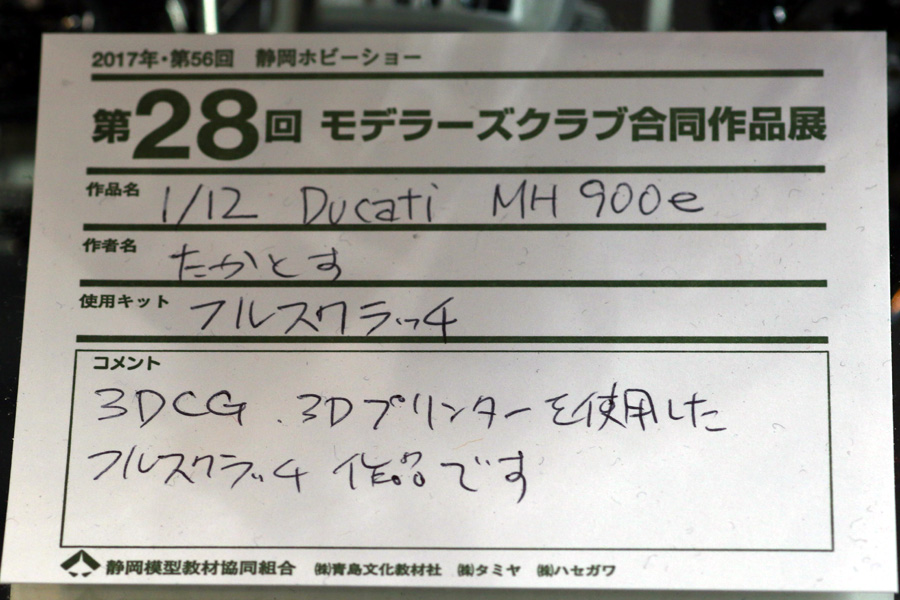 2017年・第56回 静岡ホビーショー
第28回 モデラーズクラブ合同作品展
作品名 1/12 Ducati MH 900e
作者名 たかとす
使用キット フルスクラッチ
コメント
3DCG、3Dプリンターを使用した
フルスクラッチ作品です
静岡模型教材協同組合 ㈱青島文化教材社 ㈱タミヤ ㈱ハセガワ